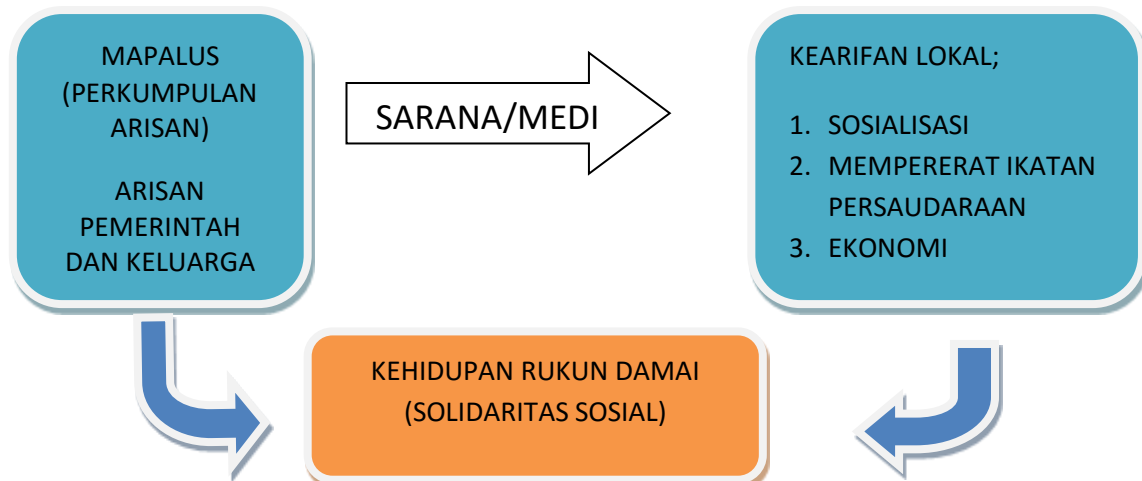 MAPALUS
(PERKUMPULAN
ARISAN)
ARISAN
PEMERINTAH
DAN KELUARGA
SARANA/MEDI
KEARIFAN LOKAL;
1. SOSIALISASI
2. MEMPERERAT IKATAN
PERSAUDARAAN
3. EKONOMI
KEHIDUPAN RUKUN DAMAI
(SOLIDARITAS SOSIAL)